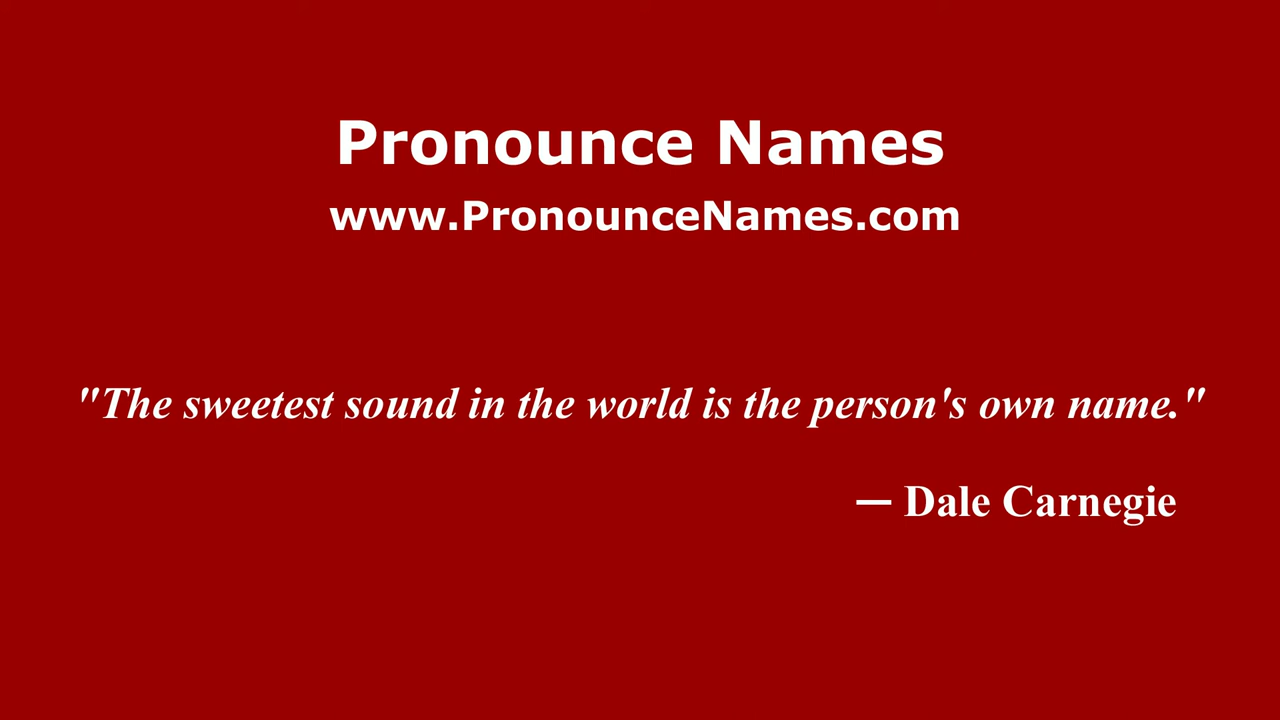 Pronounce Names
www.PronounceNames.com
"The sweetest sound in the world is the person's own name."
— Dale Carnegie